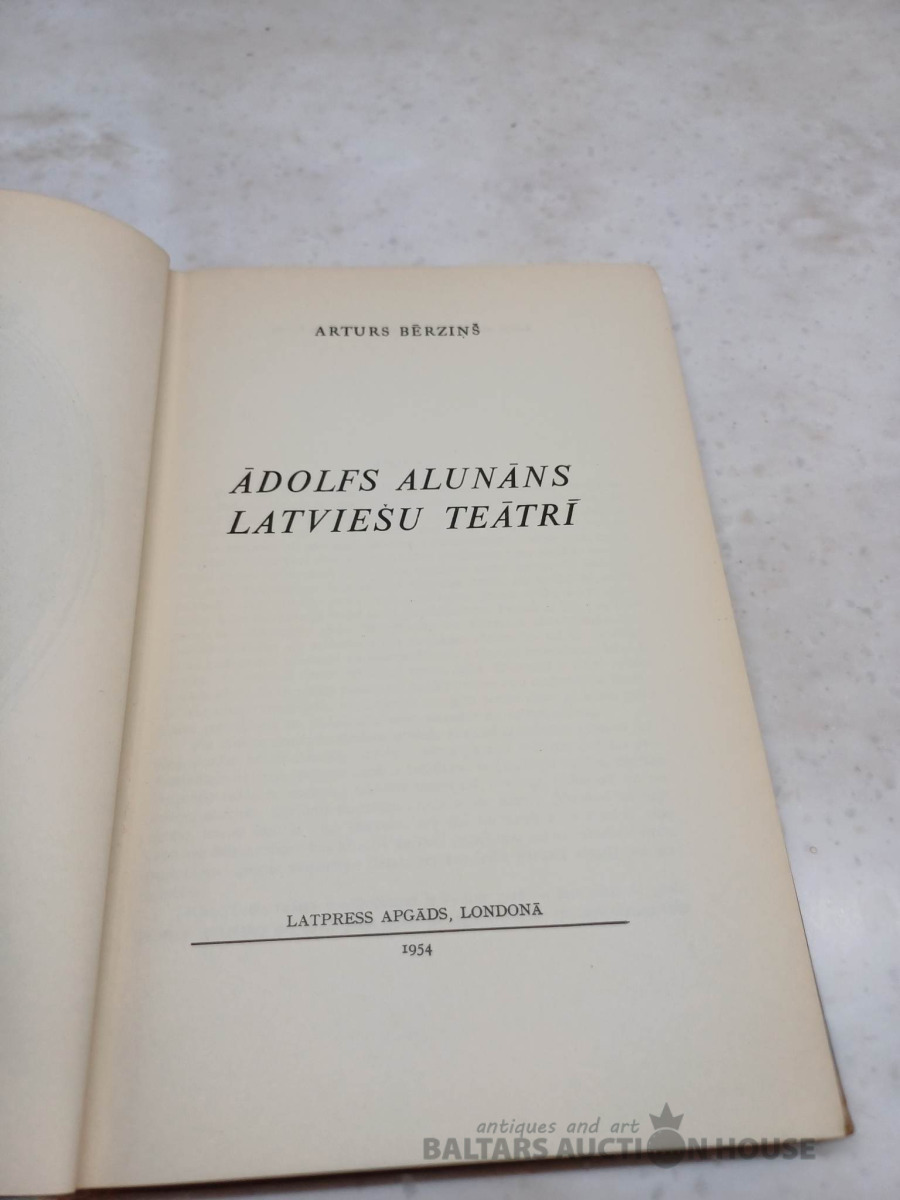 ARTURS BĒRZIŅŠ
ĀDOLFS ALUNĀNS
LATVIEŠU TEĀTRĪ
LATPRESS APGĀDS, LONDONĀ
1954
antiques and art
BALTARS AUCTION HOUSE